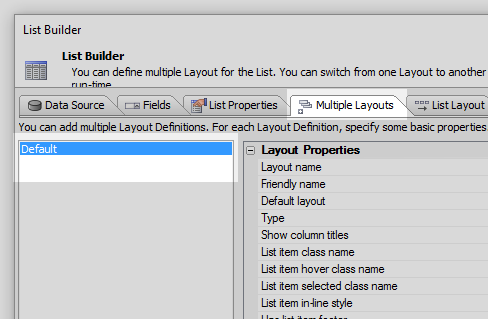 List Builder
List Builder
You can define multiple Layout for the List. You can switch from one Layout to another
run-time.
Data Source Fields List Properties Multiple Layouts List Layout
You can add multiple Layout Definitions. For each Layout Definition, specify some basic properties
Default
Layout Properties
Layout name
Friendly name
Default layout
Type
Show column titles
List item class name
List item hover class name
List item selected class name
List item in-line style
Use list item footer